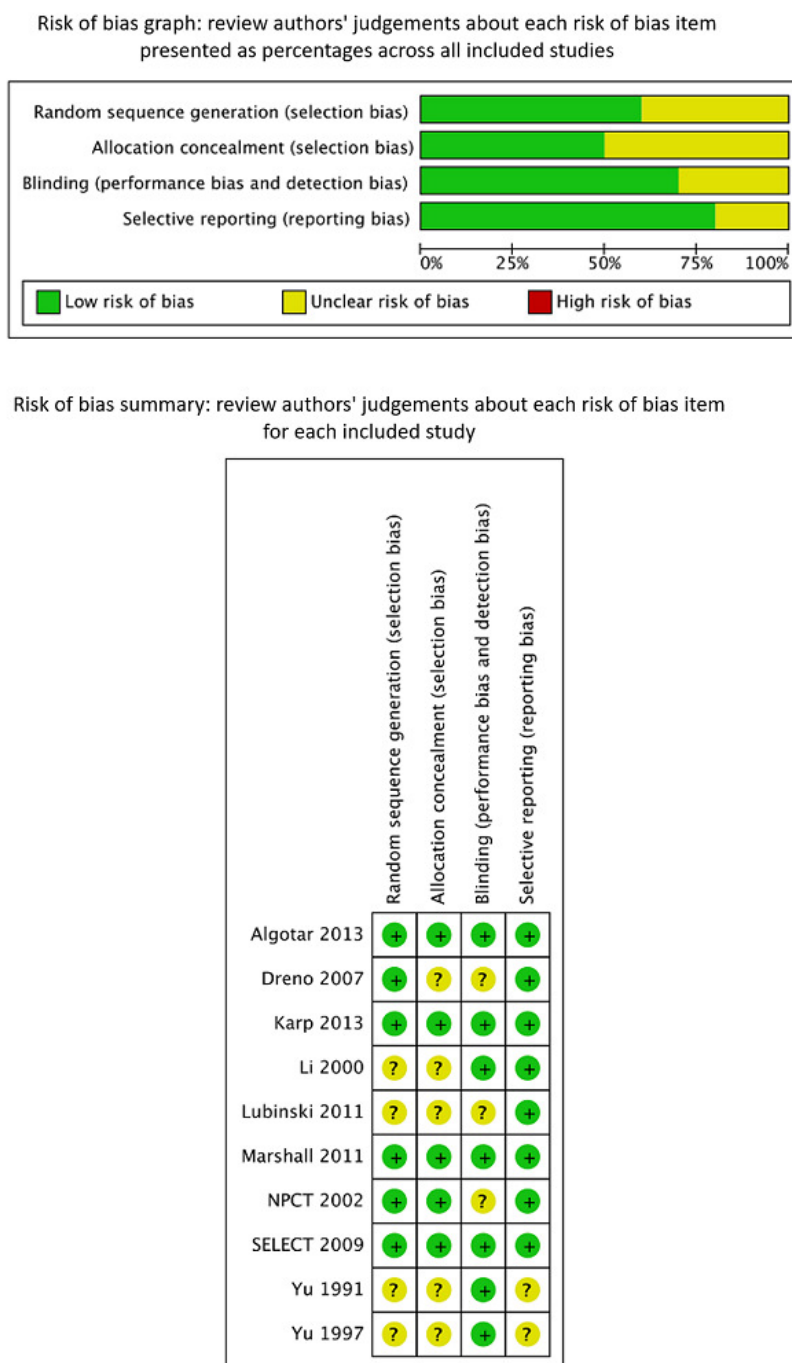 Risk of bias graph: review authors' judgements about each risk of bias item
presented as percentages across all included studies
Random sequence generation (selection bias)
Allocation concealment (selection bias)
Blinding (performance bias and detection bias)
Selective reporting (reporting bias)
0% 25% 50% 75% 100%
Low risk of bias Unclear risk of bias High risk of bias
Risk of bias summary: review authors' judgements about each risk of bias item
for each included study
Random sequence generation (selection bias)
Allocation concealment (selection bias)
Blinding (performance bias and detection bias)
Selective reporting (reporting bias)
Algotar 2013 + + + +
Dreno 2007 + ? ? +
Karp 2013 + + + +
Li 2000 ? ? + +
Lubinski 2011 ? ? ? +
Marshall 2011 + + + +
NPCT 2002 + + ? +
SELECT 2009 + + + +
Yu 1991 ? ? + ?
Yu 1997 ? ? + ?